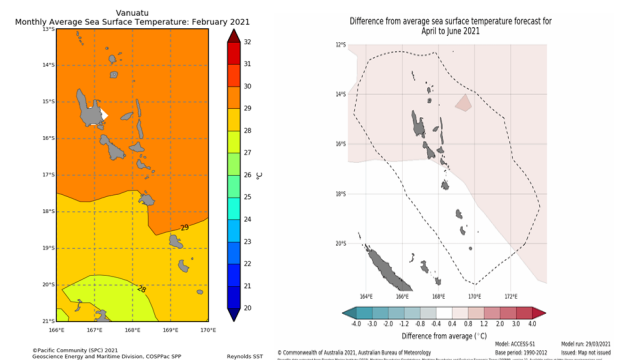 Vanuatu
Monthly Average Sea Surface Temperature: February 2021
13°S
14°S
15°S
16°S
17°S
18°S
19°S
20°S
21°S
166°E 167°E 168°E 169°E 170°E
29
28
32
31
30
29
28
27
26
25
24
23
22
21
20
°C
©Pacific Community (SPC) 2021
Geoscience Energy and Maritime Division, COSPPac SPP
Reynolds SST
Difference from average sea surface temperature forecast for
April to June 2021
12°S
14°S
16°S
18°S
20°S
164°E 166°E 168°E 170°E 172°E
-4.0 -3.0 -2.0 -1.2 -0.8 -0.4 0.4 0.8 1.2 2.0 3.0 4.0
Difference from average (°C)
Model: ACCESS-S1 Model run: 29/03/2021
© Commonwealth of Australia 2021, Australian Bureau of Meteorology
Base period: 1990-2012 Issued: Map not issued